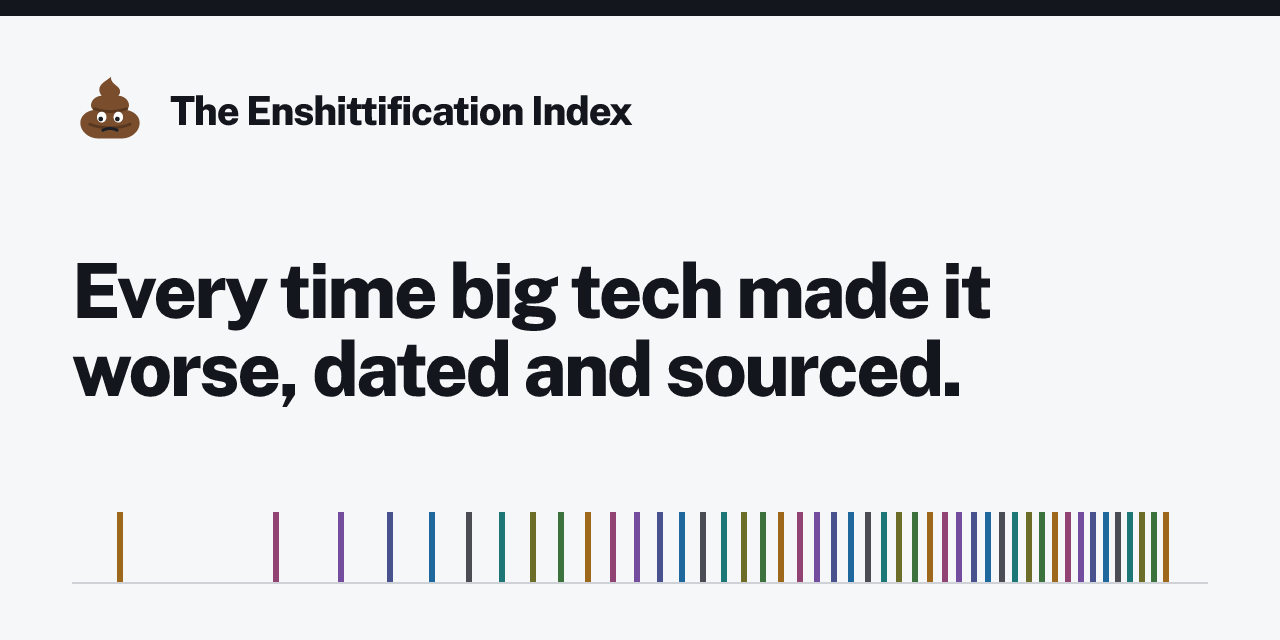 The Enshittification Index
Every time big tech made it
worse, dated and sourced.